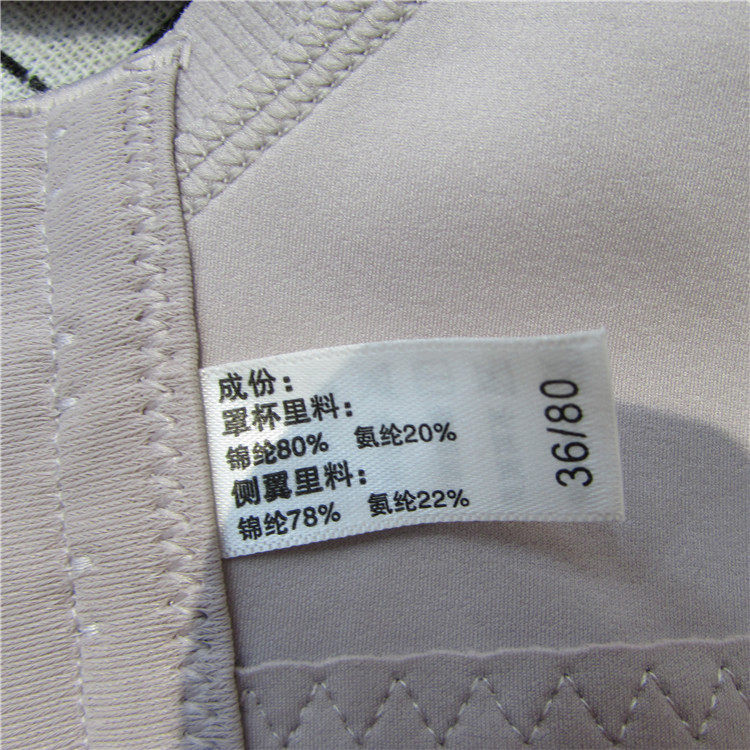 成份：
罩杯里料：
锦纶80% 氨纶20%
侧翼里料：
锦纶78% 氨纶22%
36/80